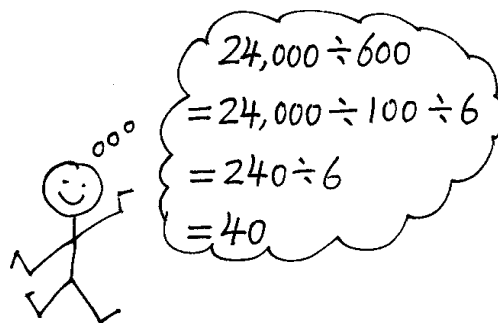 24,000 ÷ 600
= 24,000 ÷ 100 ÷ 6
= 240 ÷ 6
= 40